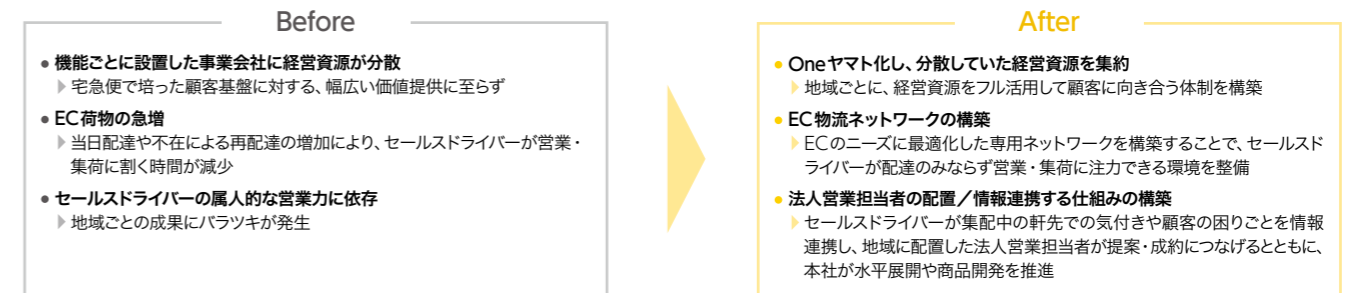 Before
● 機能ごとに設置した事業会社に経営資源が分散
▶ 宅急便で培った顧客基盤に対する、幅広い価値提供に至らず
● EC荷物の急増
▶ 当日配達や不在による再配達の増加により、セールスドライバーが営業・
集荷に割く時間が減少
● セールスドライバーの属人的な営業力に依存
▶ 地域ごとの成果にバラツキが発生
After
● Oneヤマト化し、分散していた経営資源を集約
▶ 地域ごとに、経営資源をフル活用して顧客に向き合う体制を構築
● EC物流ネットワークの構築
▶ ECのニーズに最適化した専用ネットワークを構築することで、セールスド
ライバーが配達のみならず営業・集荷に注力できる環境を整備
● 法人営業担当者の配置／情報連携する仕組みの構築
▶ セールスドライバーが集配中の軒先での気付きや顧客の困りごとを情報
連携し、地域に配置した法人営業担当者が提案・成約につなげるとともに、
本社が水平展開や商品開発を推進